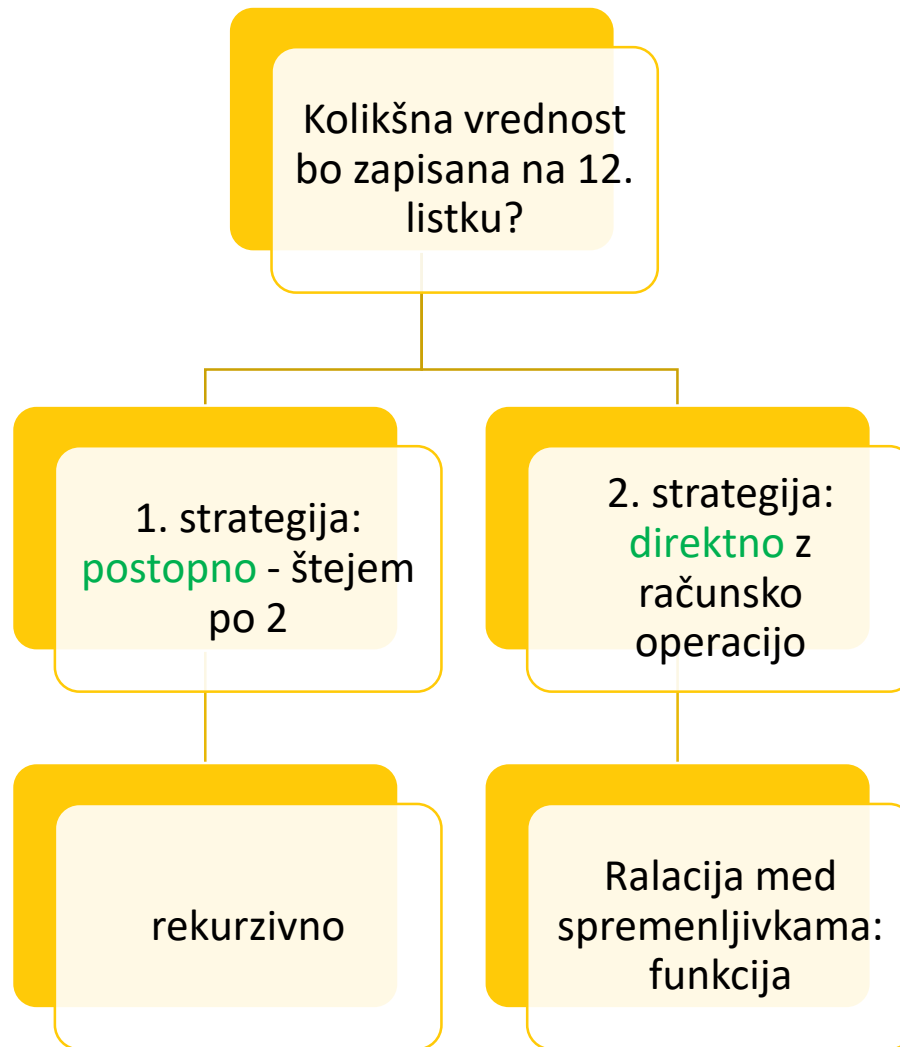 Kolikšna vrednost
bo zapisana na 12.
listku?
1. strategija:
postopno - štejem
po 2
2. strategija:
direktno z
računsko
operacijo
rekurzivno
Ralacija med
spremenljivkama:
funkcija